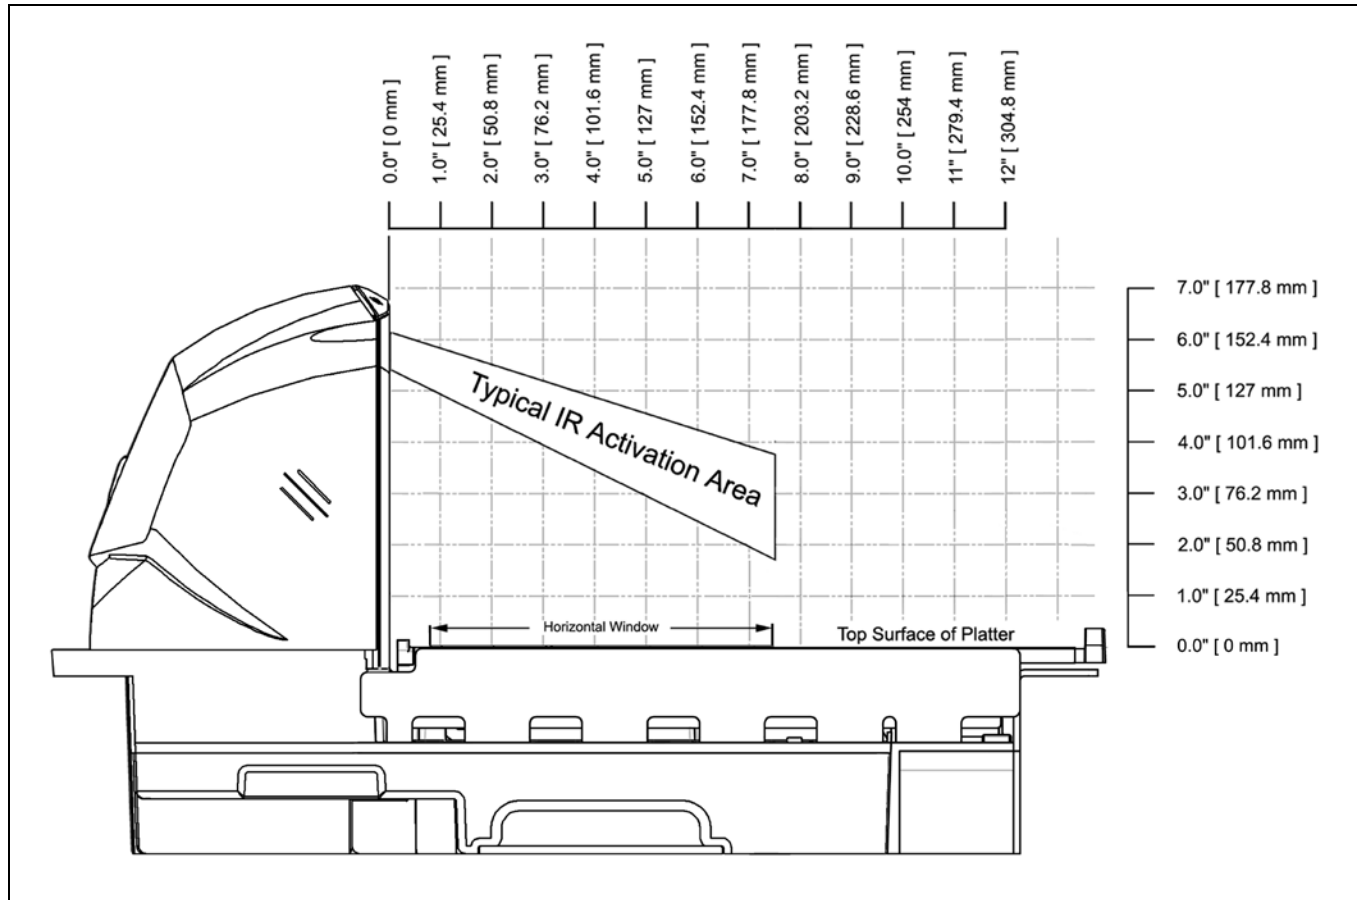 0.0" [ 0 mm ]
1.0" [ 25.4 mm ]
2.0" [ 50.8 mm ]
3.0" [ 76.2 mm ]
4.0" [ 101.6 mm ]
5.0" [ 127 mm ]
6.0" [ 152.4 mm ]
7.0" [ 177.8 mm ]
8.0" [ 203.2 mm ]
9.0" [ 228.6 mm ]
10.0" [ 254 mm ]
11" [ 279.4 mm ]
12" [ 304.8 mm ]
7.0" [ 177.8 mm ]
6.0" [ 152.4 mm ]
5.0" [ 127 mm ]
4.0" [ 101.6 mm ]
3.0" [ 76.2 mm ]
2.0" [ 50.8 mm ]
1.0" [ 25.4 mm ]
0.0" [ 0 mm ]
Typical IR Activation Area
Horizontal Window
Top Surface of Platter